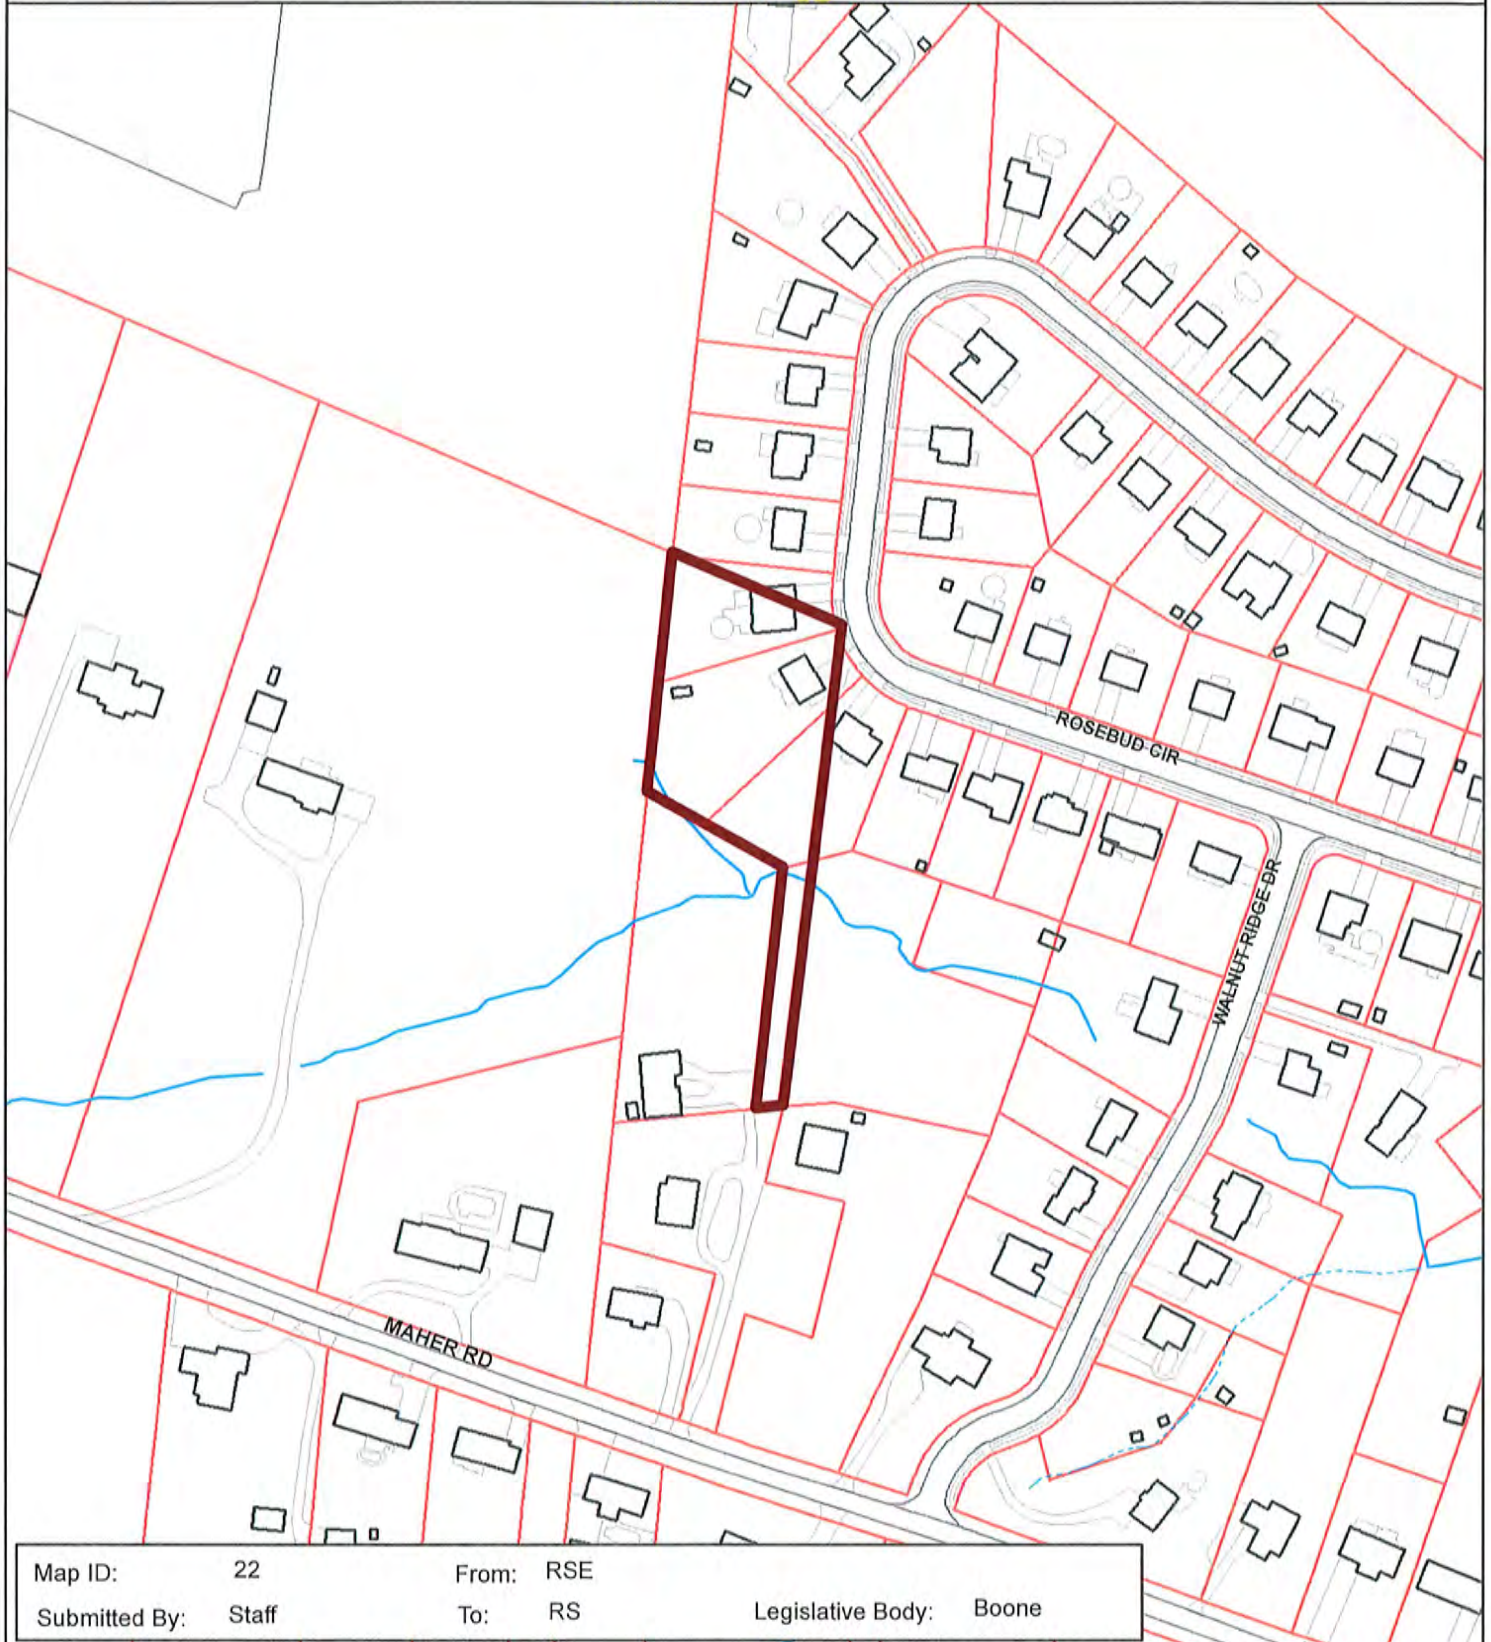 ROSEBUD CIR
WALNUT RIDGE DR
MAHER RD
Map ID: 22 From: RSE
Submitted By: Staff To: RS Legislative Body: Boone